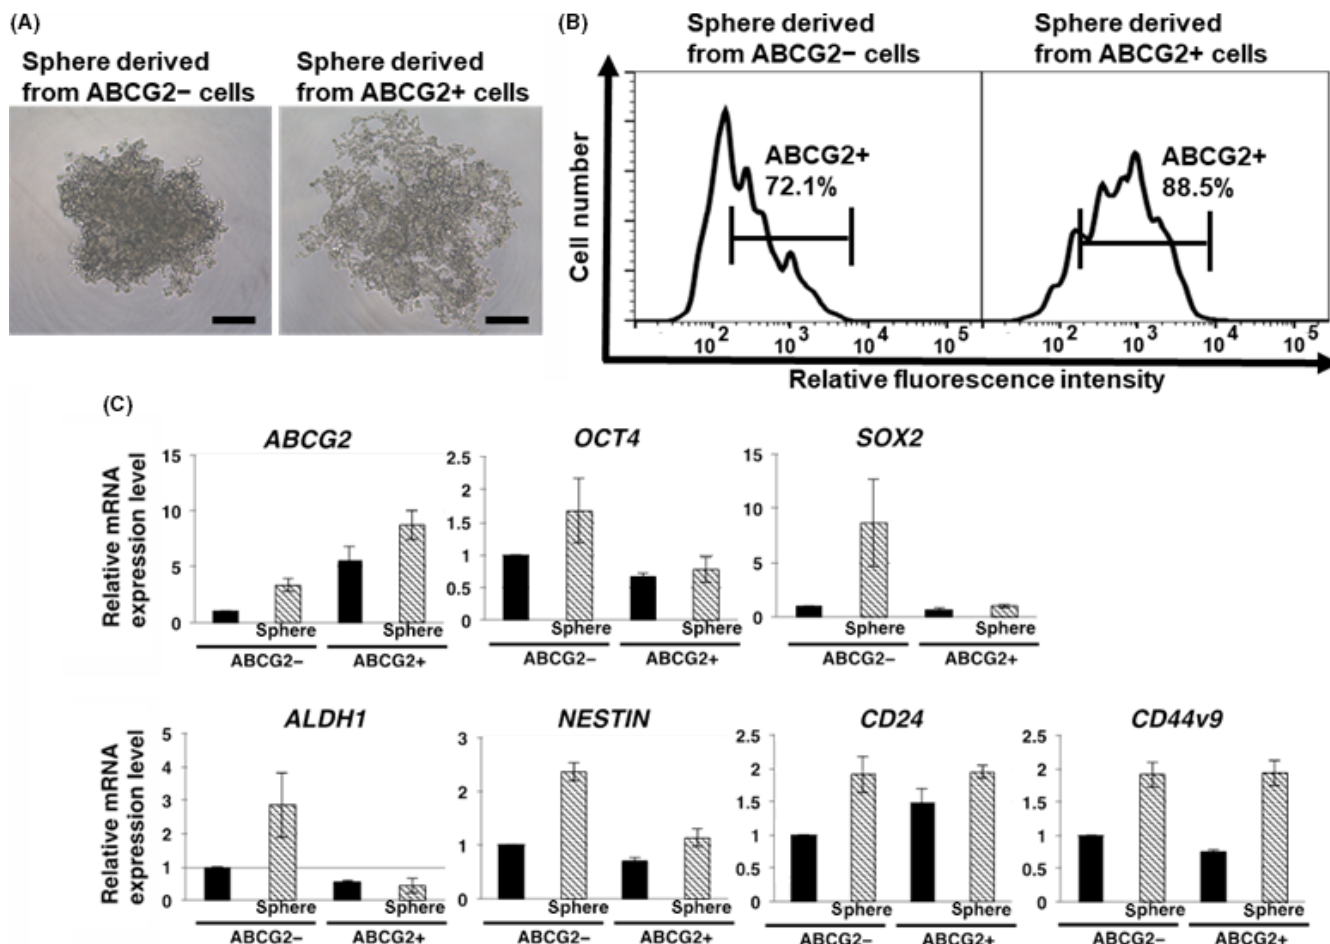 (A)
Sphere derived
from ABCG2− cells
Sphere derived
from ABCG2+ cells
(B)
Sphere derived
from ABCG2− cells
Sphere derived
from ABCG2+ cells
Cell number
ABCG2+
72.1%
ABCG2+
88.5%
10² 10³ 10⁴ 10⁵
10² 10³ 10⁴ 10⁵
Relative fluorescence intensity
(C)
Relative mRNA
expression level
ABCG2
15
10
5
0
Sphere
Sphere
ABCG2−
ABCG2+
OCT4
2.5
2
1.5
1
0.5
0
Sphere
Sphere
ABCG2−
ABCG2+
SOX2
15
10
5
0
Sphere
Sphere
ABCG2−
ABCG2+
Relative mRNA
expression level
ALDH1
5
4
3
2
1
0
Sphere
Sphere
ABCG2−
ABCG2+
NESTIN
3
2
1
0
Sphere
Sphere
ABCG2−
ABCG2+
CD24
2.5
2
1.5
1
0.5
0
Sphere
Sphere
ABCG2−
ABCG2+
CD44v9
2.5
2
1.5
1
0.5
0
Sphere
Sphere
ABCG2−
ABCG2+